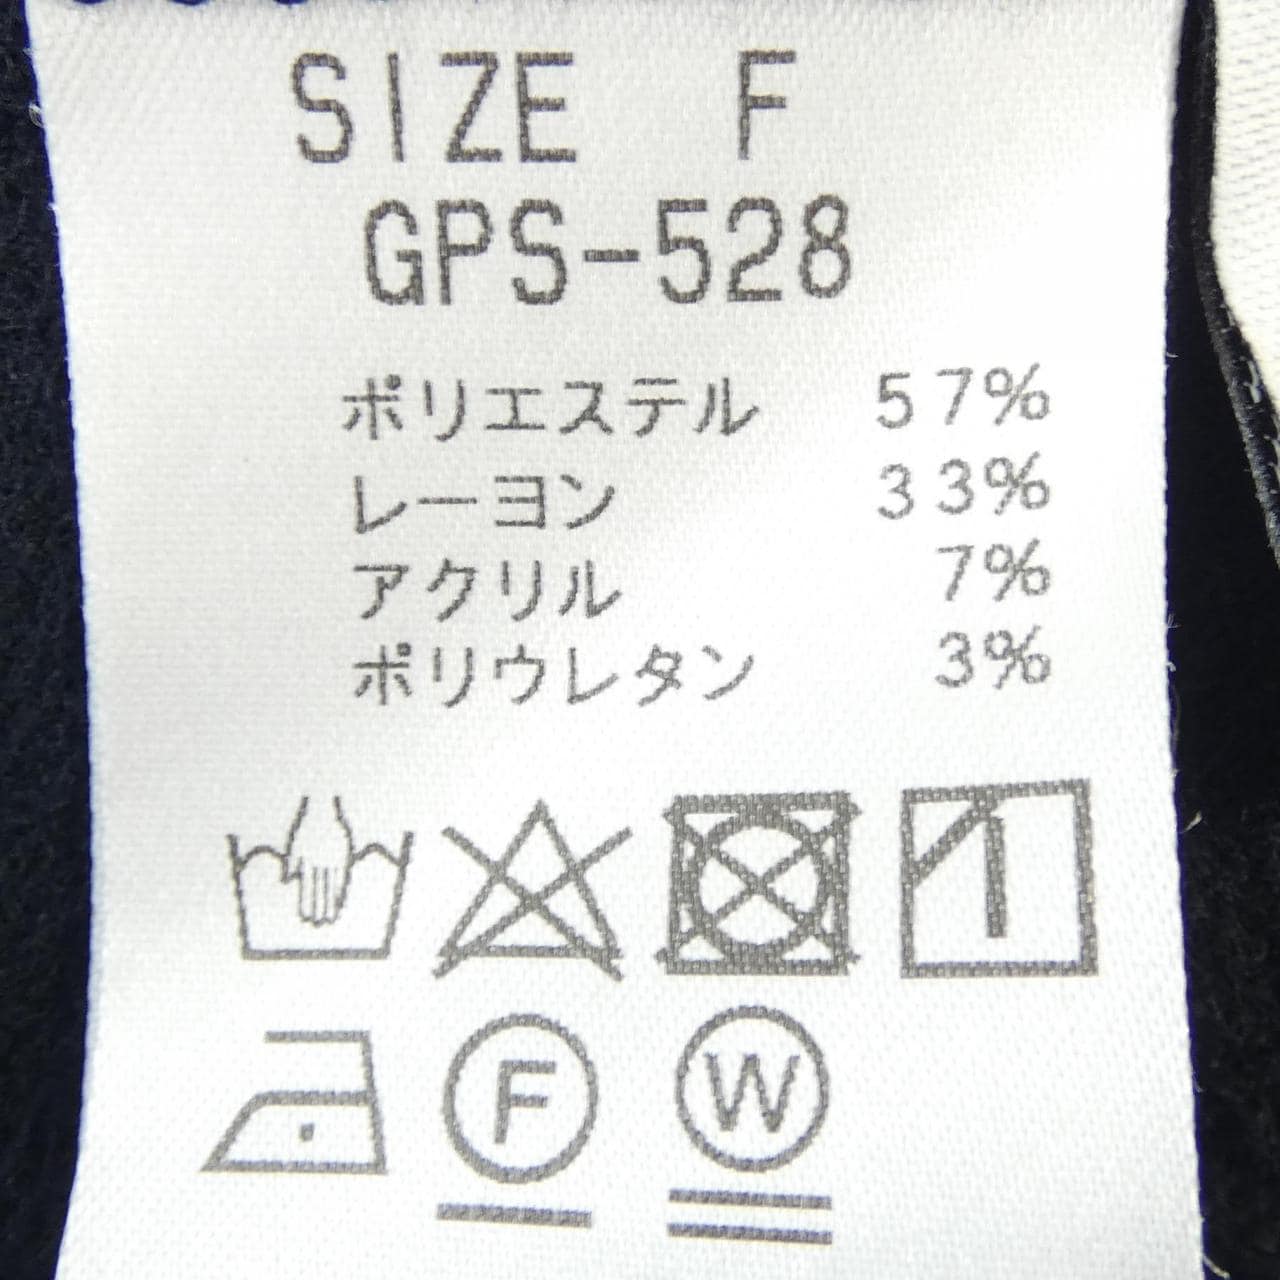 SIZE F
GPS-528
ポリエステル 57%
レーヨン 33%
アクリル 7%
ポリウレタン 3%
F W